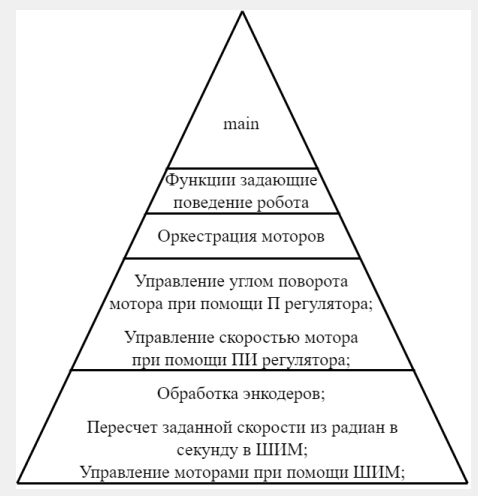 main
Функции задающие
поведение робота
Оркестрация моторов
Управление углом поворота
мотора при помощи П регулятора;
Управление скоростью мотора
при помощи ПИ регулятора;
Обработка энкодеров;
Пересчет заданной скорости из радиан в
секунду в ШИМ;
Управление моторами при помощи ШИМ;